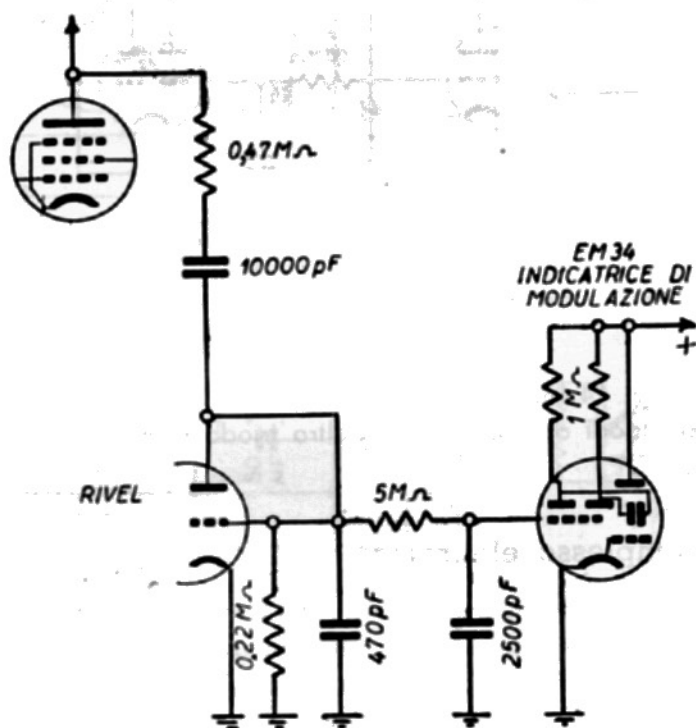 0,47MΩ
10000pF
EM34
INDICATRICE DI
MODULAZIONE
+
1MΩ
RIVEL
5MΩ
0,22MΩ
470pF
2500pF